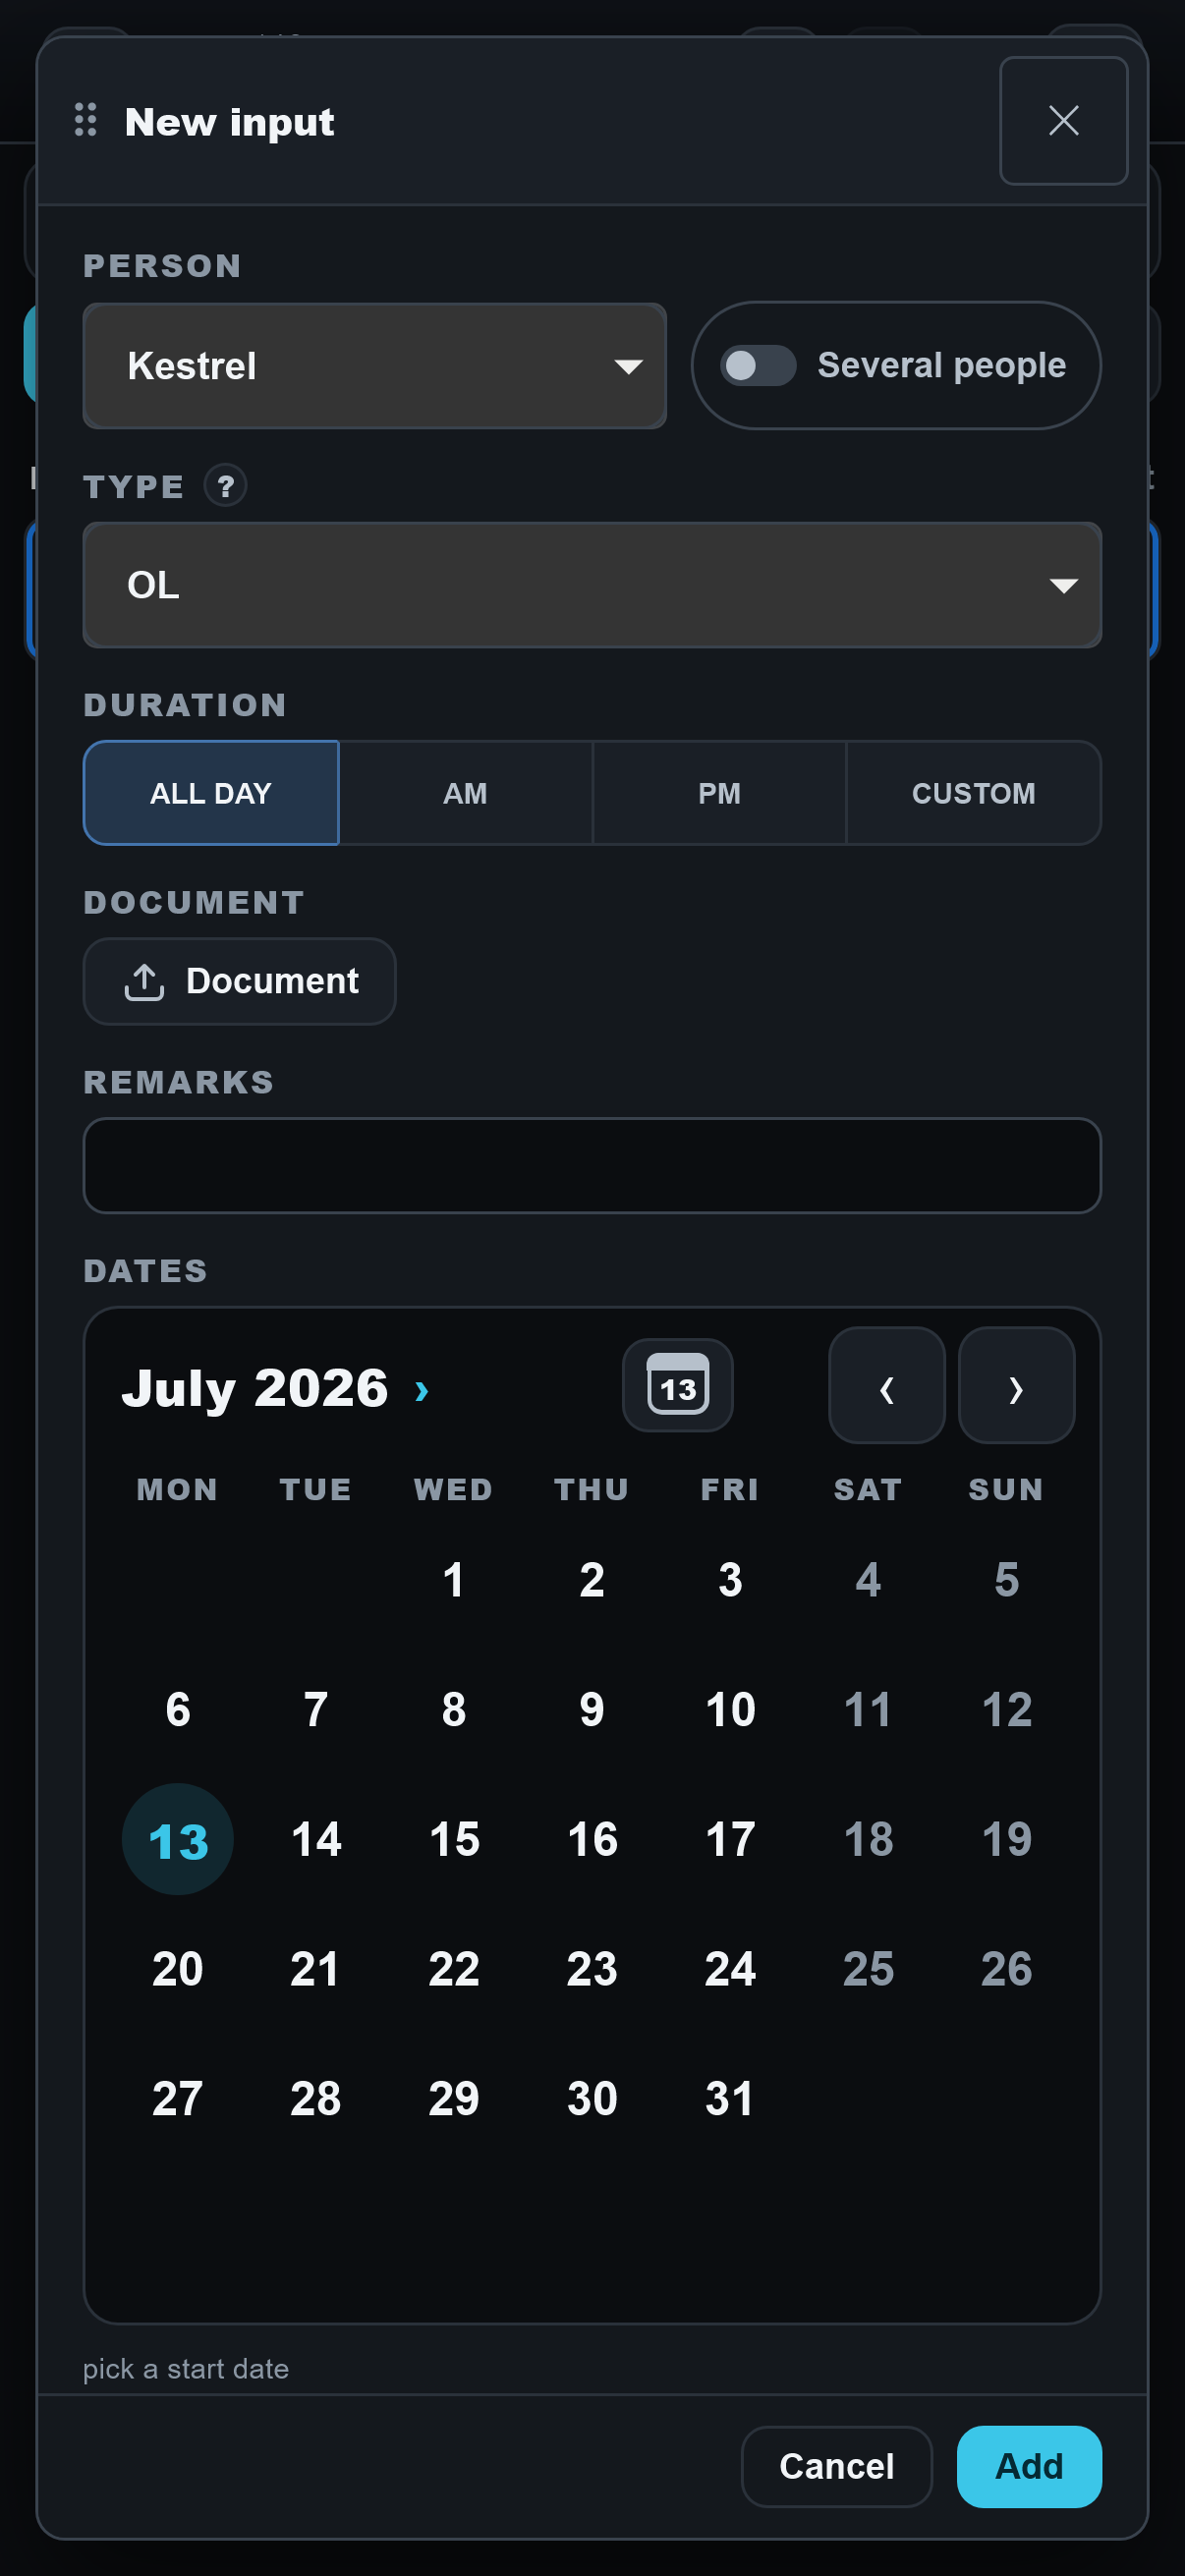 New input
PERSON
Kestrel
Several people
TYPE ?
OL
DURATION
ALL DAY AM PM CUSTOM
DOCUMENT
Document
REMARKS
DATES
July 2026 ›
13
‹ ›
MON TUE WED THU FRI SAT SUN
1 2 3 4 5
6 7 8 9 10 11 12
13 14 15 16 17 18 19
20 21 22 23 24 25 26
27 28 29 30 31
pick a start date
Cancel Add